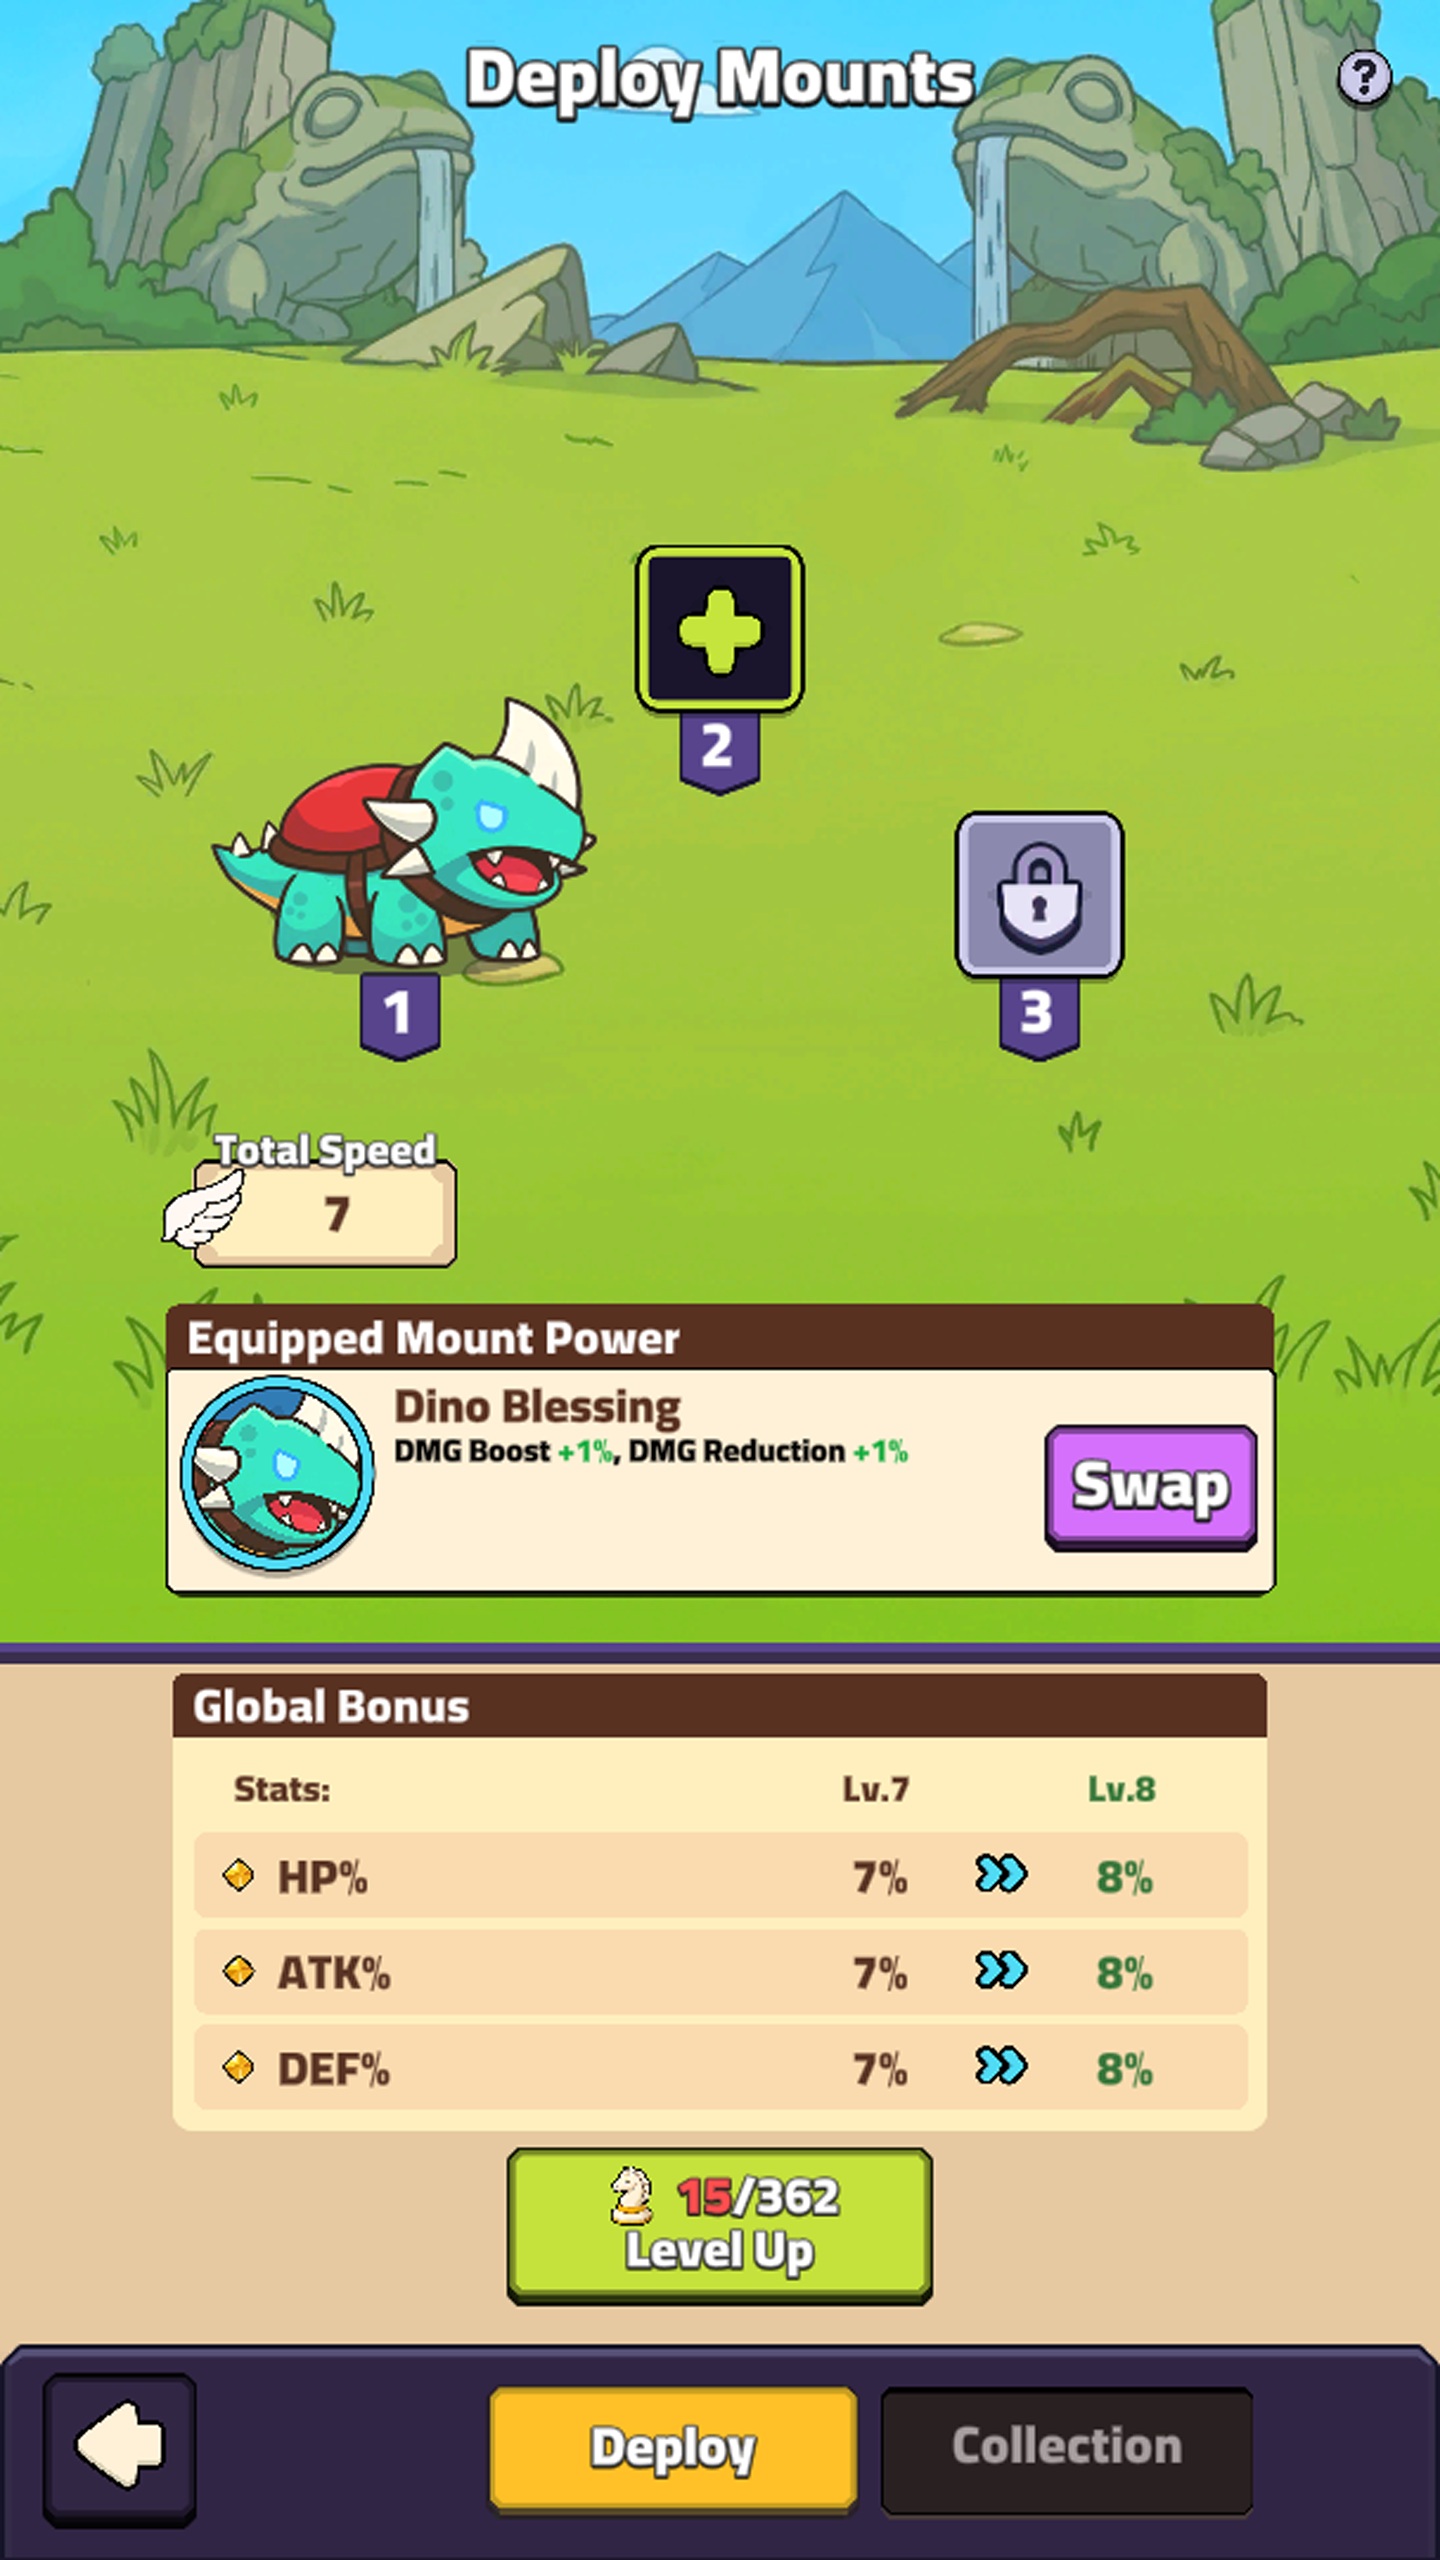 Deploy Mounts
?
2
1
3
Total Speed
7
Equipped Mount Power
Dino Blessing
DMG Boost +1%, DMG Reduction +1%
Swap
Global Bonus
Stats: Lv.7 Lv.8
HP% 7% 8%
ATK% 7% 8%
DEF% 7% 8%
15/362
Level Up
Deploy
Collection